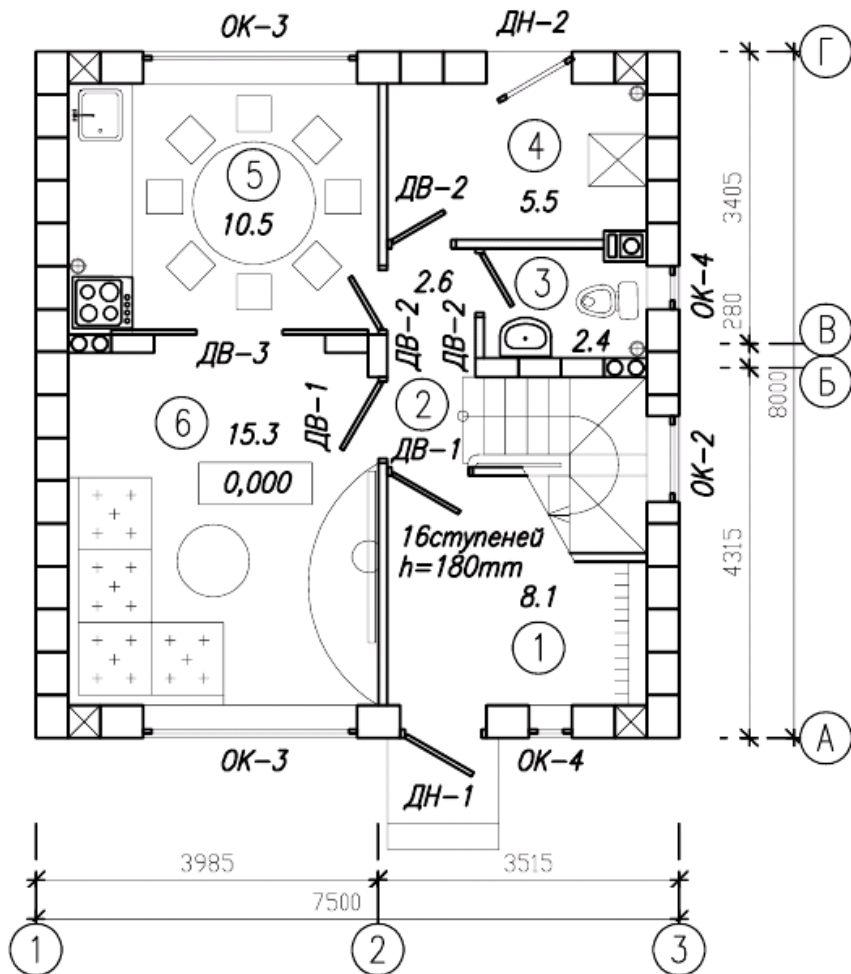 ОК-3
ДН-2
Г
4
5
10.5
ДВ-2
5.5
3405
2.6
3
ОК-4
280
ДВ-2
ДВ-2
2.4
В
ДВ-3
Б
6
15.3
ДВ-1
2
8000
ДВ-1
ОК-2
0,000
16ступеней
h=180mm
4315
8.1
1
А
ОК-3
ОК-4
ДН-1
3985
3515
7500
1
2
3